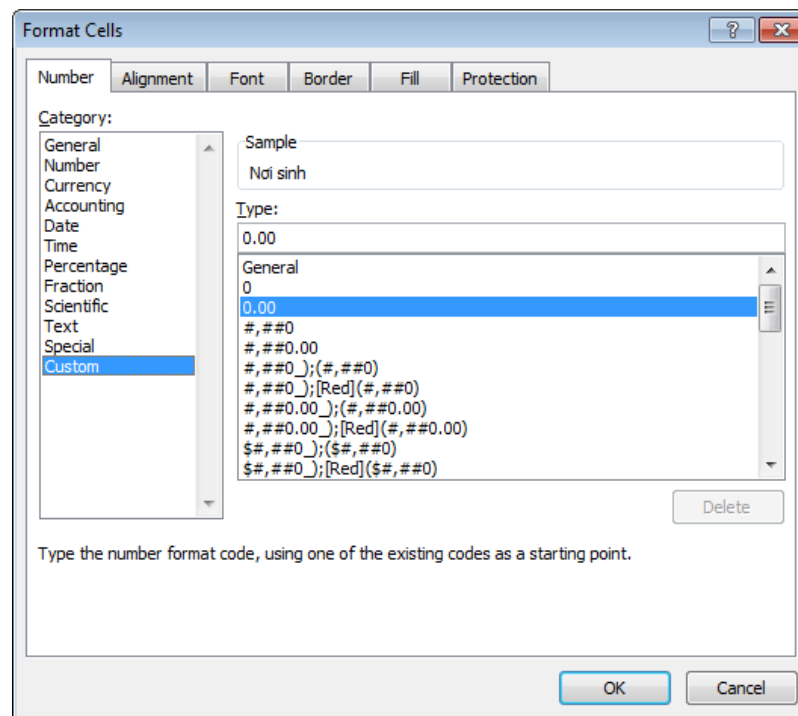 Format Cells
Number Alignment Font Border Fill Protection
Category:
General
Number
Currency
Accounting
Date
Time
Percentage
Fraction
Scientific
Text
Special
Custom
Sample
Nơi sinh
Type:
0.00
General
0
0.00
#,##0
#,##0.00
#,##0_);(#,##0)
#,##0_);[Red](#,##0)
#,##0.00_);(#,##0.00)
#,##0.00_);[Red](#,##0.00)
$#,##0_);($#,##0)
$#,##0_);[Red]($#,##0)
Delete
Type the number format code, using one of the existing codes as a starting point.
OK Cancel